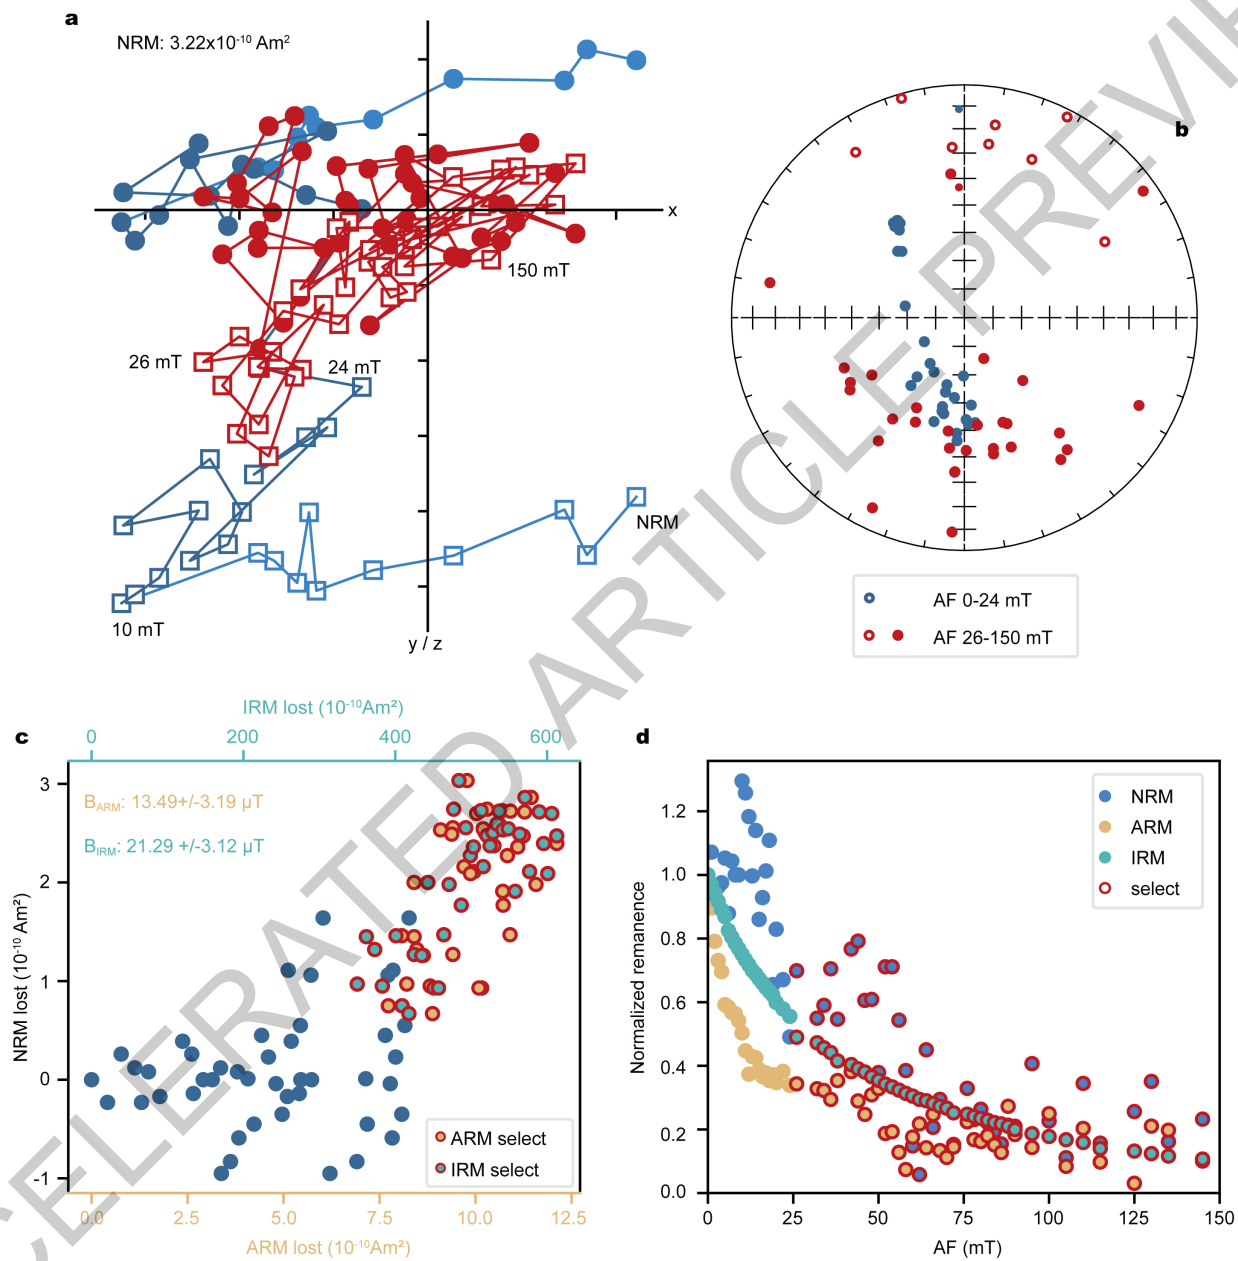 a
NRM: 3.22x10⁻¹⁰ Am²
x
150 mT
26 mT
24 mT
NRM
10 mT
y / z
b
AF 0-24 mT
AF 26-150 mT
c
IRM lost (10⁻¹⁰Am²)
0 200 400 600
3
2
1
0
-1
NRM lost (10⁻¹⁰ Am²)
B_ARM: 13.49+/-3.19 µT
B_IRM: 21.29 +/-3.12 µT
ARM select
IRM select
0.0 2.5 5.0 7.5 10.0 12.5
ARM lost (10⁻¹⁰Am²)
d
1.2
1.0
0.8
0.6
0.4
0.2
0.0
Normalized remanence
NRM
ARM
IRM
select
0 25 50 75 100 125 150
AF (mT)
CELERATED ARTICLE PREVIE